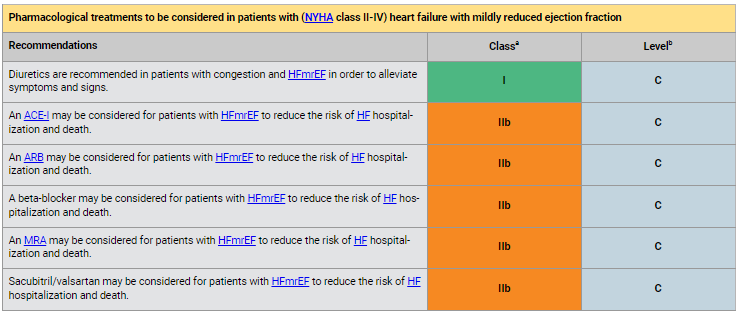 Pharmacological treatments to be considered in patients with (NYHA class II-IV) heart failure with mildly reduced ejection fraction
Recommendations Classa Levelb
Diuretics are recommended in patients with congestion and HFmrEF in order to alleviate
symptoms and signs.
I C
An ACE-I may be considered for patients with HFmrEF to reduce the risk of HF hospital-
ization and death.
IIb C
An ARB may be considered for patients with HFmrEF to reduce the risk of HF hospital-
ization and death.
IIb C
A beta-blocker may be considered for patients with HFmrEF to reduce the risk of HF hos-
pitalization and death.
IIb C
An MRA may be considered for patients with HFmrEF to reduce the risk of HF hospital-
ization and death.
IIb C
Sacubitril/valsartan may be considered for patients with HFmrEF to reduce the risk of HF
hospitalization and death.
IIb C